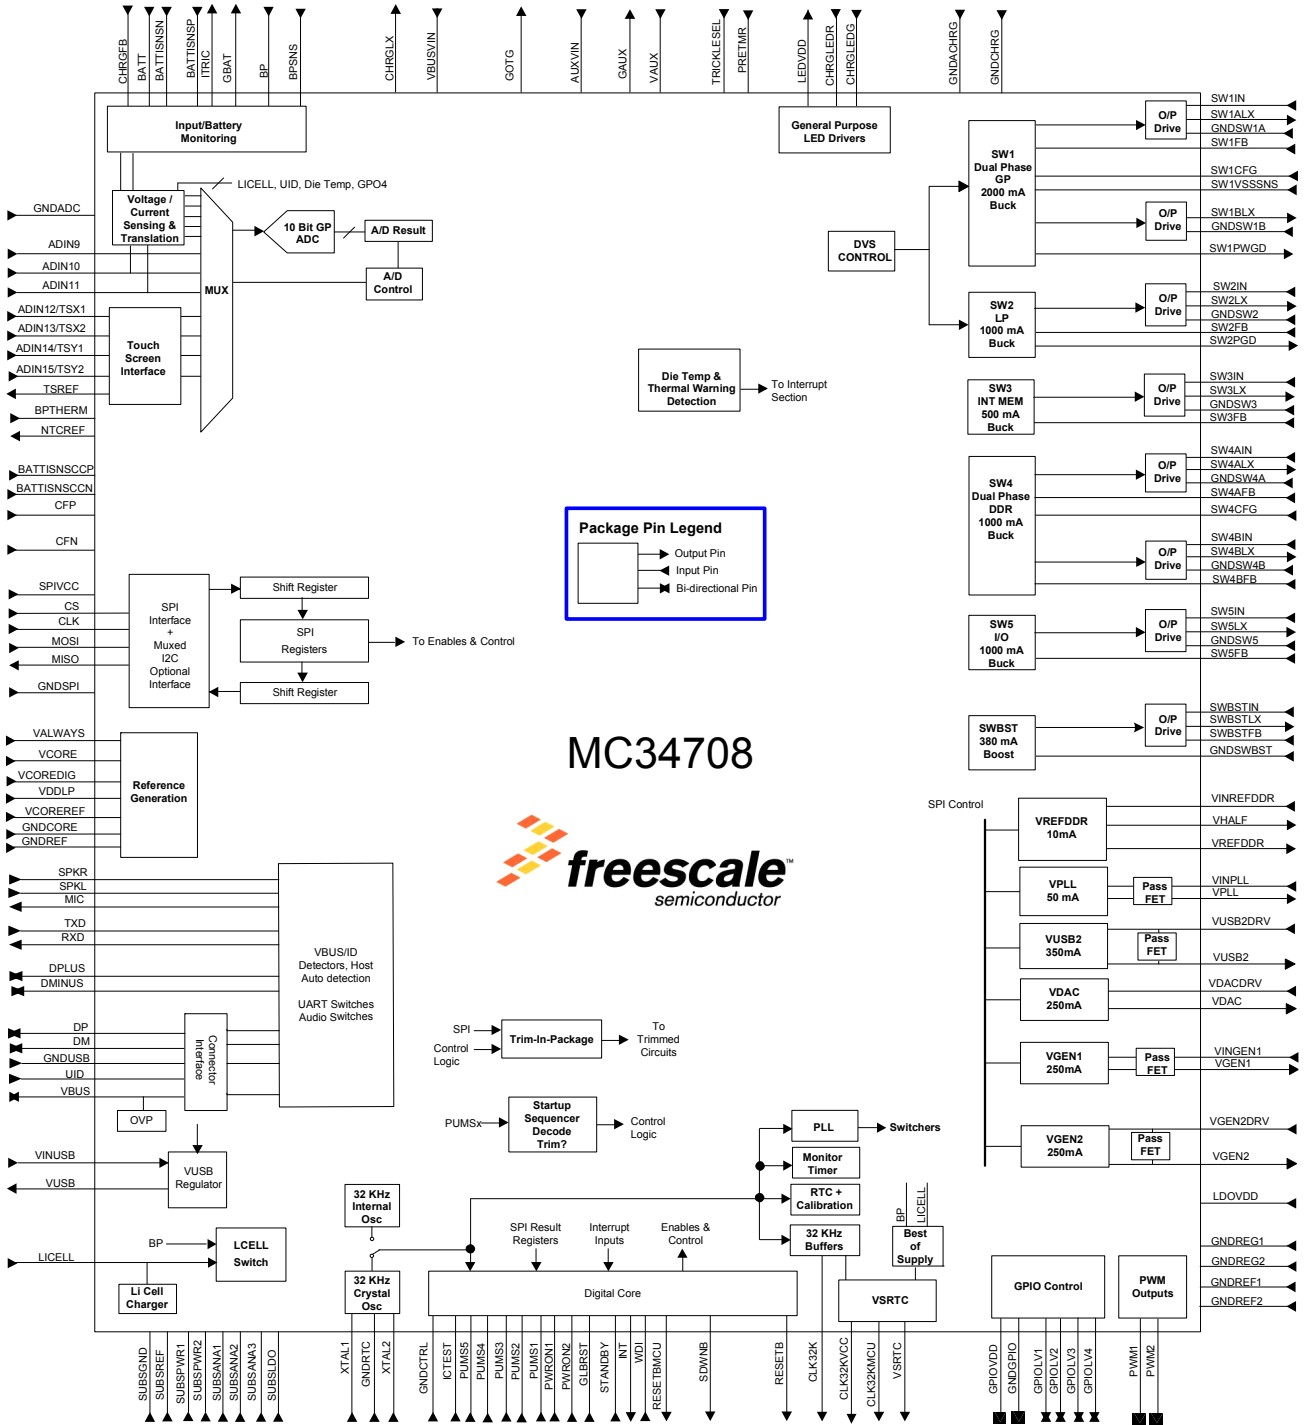 CHRGFB
BATT
BATTISNSN
BATTISNSP
ITRIC
GBAT
BP
BPSNS
CHRGLX
VBUSVIN
GOTG
AUXVIN
GAUX
VAUX
TRICKLESEL
PRETMR
LEDVDD
CHRGLEDR
CHRGLEDG
GNDACHRG
GNDCHRG
Input/Battery
Monitoring
General Purpose
LED Drivers
LICELL, UID, Die Temp, GPO4
Voltage /
Current
Sensing &
Translation
MUX
10 Bit GP
ADC
A/D Result
A/D
Control
Touch
Screen
Interface
GNDADC
ADIN9
ADIN10
ADIN11
ADIN12/TSX1
ADIN13/TSX2
ADIN14/TSY1
ADIN15/TSY2
TSREF
BPTHERM
NTCREF
BATTISNSCCP
BATTISNSCCN
CFP
CFN
SPIVCC
CS
CLK
MOSI
MISO
GNDSPI
SPI
Interface
+
Muxed
I2C
Optional
Interface
Shift Register
SPI
Registers
Shift Register
To Enables & Control
VALWAYS
VCORE
VCOREDIG
VDDLP
VCOREREF
GNDCORE
GNDREF
Reference
Generation
SPKR
SPKL
MIC
TXD
RXD
DPLUS
DMINUS
DP
DM
GNDUSB
UID
VBUS
VBUS/ID
Detectors, Host
Auto detection
UART Switches
Audio Switches
Connector
Interface
OVP
VINUSB
VUSB
VUSB
Regulator
LICELL
BP
LCELL
Switch
Li Cell
Charger
DVS
CONTROL
Die Temp &
Thermal Warning
Detection
To Interrupt
Section
Package Pin Legend
Output Pin
Input Pin
Bi-directional Pin
MC34708
freescale™
semiconductor
SPI
Control
Logic
Trim-In-Package
To
Trimmed
Circuits
PUMSx
Startup
Sequencer
Decode
Trim?
Control
Logic
SW1
Dual Phase
GP
2000 mA
Buck
O/P
Drive
O/P
Drive
SW1IN
SW1ALX
GNDSW1A
SW1FB
SW1CFG
SW1VSSSNS
SW1BLX
GNDSW1B
SW1PWGD
SW2
LP
1000 mA
Buck
O/P
Drive
SW2IN
SW2LX
GNDSW2
SW2FB
SW2PGD
SW3
INT MEM
500 mA
Buck
O/P
Drive
SW3IN
SW3LX
GNDSW3
SW3FB
SW4
Dual Phase
DDR
1000 mA
Buck
O/P
Drive
O/P
Drive
SW4AIN
SW4ALX
GNDSW4A
SW4AFB
SW4CFG
SW4BIN
SW4BLX
GNDSW4B
SW4BFB
SW5
I/O
1000 mA
Buck
O/P
Drive
SW5IN
SW5LX
GNDSW5
SW5FB
SWBST
380 mA
Boost
O/P
Drive
SWBSTIN
SWBSTLX
SWBSTFB
GNDSWBST
SPI Control
VREFDDR
10mA
VINREFDDR
VHALF
VREFDDR
VPLL
50 mA
Pass
FET
VINPLL
VPLL
VUSB2
350mA
Pass
FET
VUSB2DRV
VUSB2
VDAC
250mA
VDACDRV
VDAC
VGEN1
250mA
Pass
FET
VINGEN1
VGEN1
VGEN2
250mA
Pass
FET
VGEN2DRV
VGEN2
LDOVDD
GNDREG1
GNDREG2
GNDREF1
GNDREF2
PLL
Switchers
Monitor
Timer
RTC +
Calibration
32 KHz
Buffers
32 KHz
Internal
Osc
32 KHz
Crystal
Osc
SPI Result
Registers
Interrupt
Inputs
Enables &
Control
Digital Core
BP
LICELL
Best
of
Supply
VSRTC
GPIO Control
PWM
Outputs
SUBSGND
SUBSREF
SUBSPWR1
SUBSPWR2
SUBSANA1
SUBSANA2
SUBSANA3
SUBSLDO
XTAL1
GNDRTC
XTAL2
GNDCTRL
ICTEST
PUMS5
PUMS4
PUMS3
PUMS2
PUMS1
PWRON1
PWRON2
GLBRST
STANDBY
INT
WDI
RESETBMCU
SDWNB
RESETB
CLK32K
CLK32KVCC
CLK32KMCU
VSRTC
GPIOVDD
GNDGPIO
GPIOLV1
GPIOLV2
GPIOLV3
GPIOLV4
PWM1
PWM2